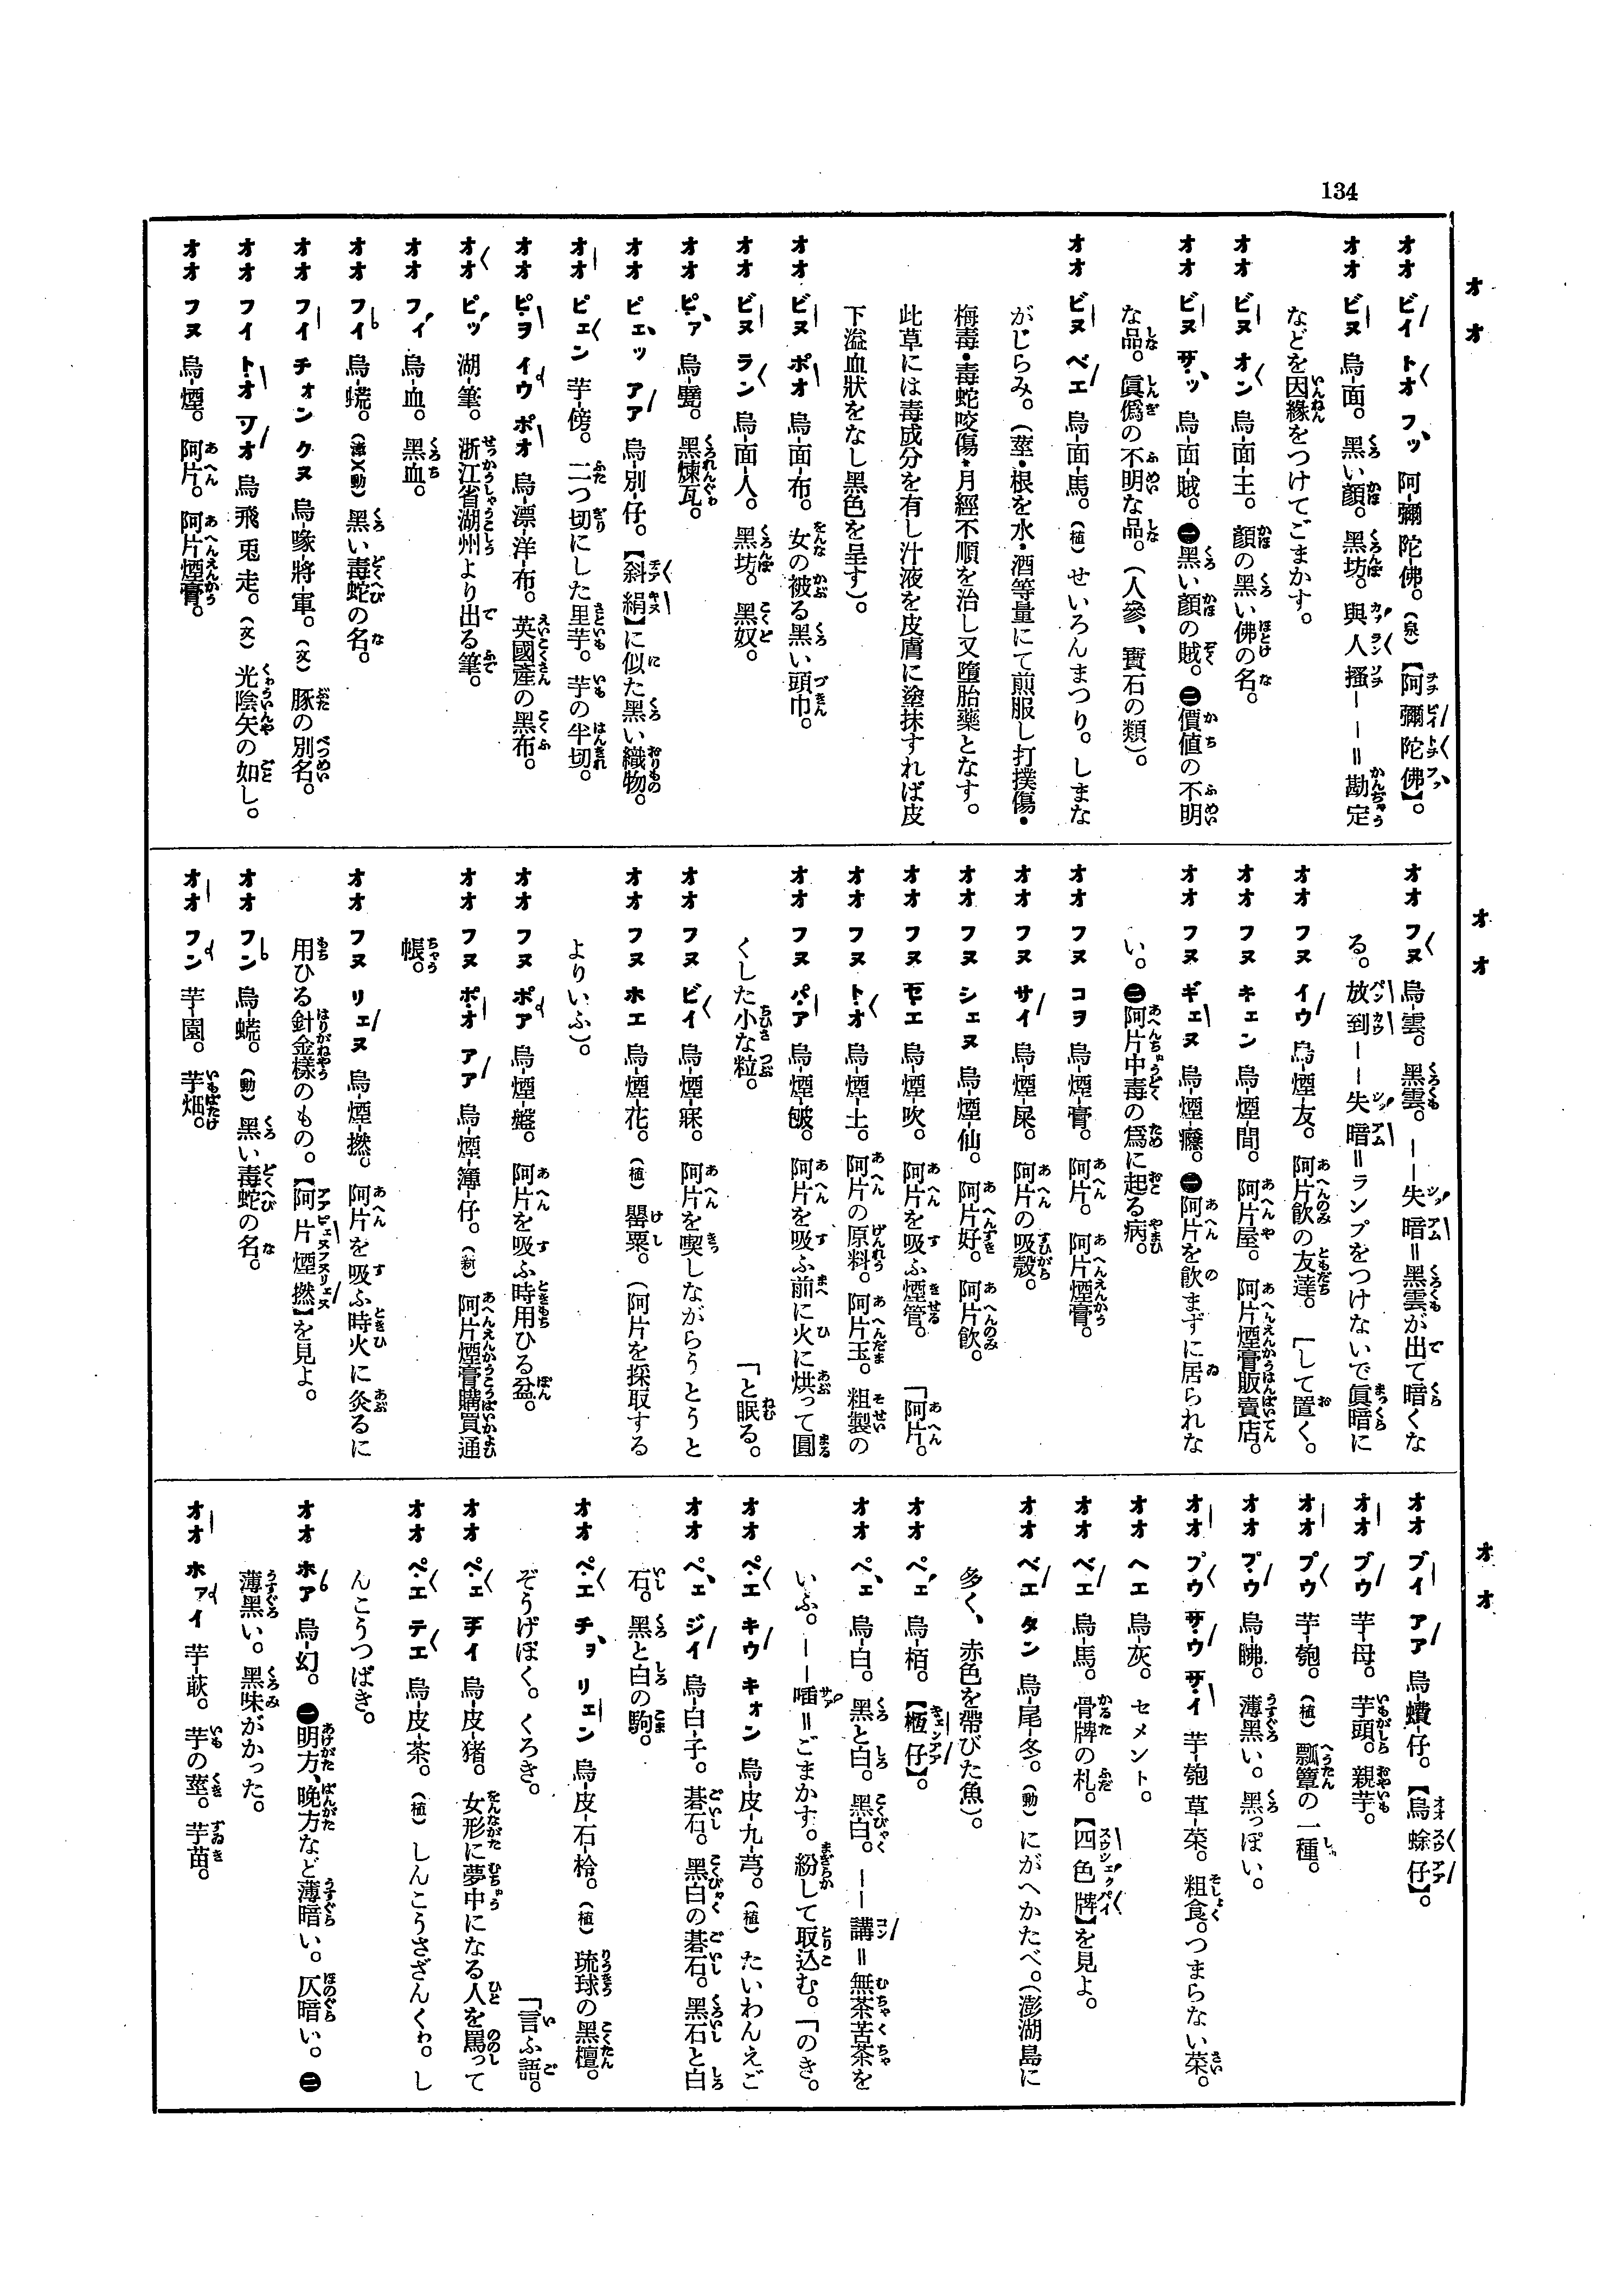 134
オオ
オオ
オオ
オオ ビイ トオ フッ 阿-彌陀-佛。（泉）【阿彌陀佛】。
オオ ビヌ 烏-面。黑い顏。黑坊。與人搔ーー＝勘定
などを因緣をつけてごまかす。
オオ ビヌ オン 烏-面-王。顏の黑い佛の名。
オオ ビヌ サッ 烏-面-賊。㊀黑い顏の賊。㊁價値の不明
な品。眞僞の不明な品。（人參、寶石の類）。
オオ ビヌ ベエ 烏-面-馬。（植）せいろんまつり。しまな
がじらみ。（莖・根を水・酒等量にて煎服し打撲傷・
梅毒・毒蛇咬傷・月經不順を治し又墮胎藥となす。
此草には毒成分を有し汁液を皮膚に塗抹すれば皮
下溢血狀をなし黑色を呈す）。
オオ ビヌ ポオ 烏-面-布。女の被る黑い頭巾。
オオ ビヌ ラン 烏-面-人。黑坊。黑奴。
オオ ピァ 烏-甓。黑煉瓦。
オオ ピェッ アア 烏-別-仔。【斜絹】に似た黑い織物。
オオ ピェン 芋-傍。二つ切にした里芋。芋の半切。
オオ ピヲ イウ ポオ 烏-漂-洋-布。英國產の黑布。
オオ ピッ 湖-筆。浙江省湖州より出る筆。
オオ フィ 烏-血。黑血。
オオ フイ 烏-蟯。（漳）（動）黑い毒蛇の名。
オオ フイ チォン クヌ 烏-喙-將-軍。（文）豚の別名。
オオ フイ トオ ツオ 烏飛兎走。（文）光陰矢の如し。
オオ フヌ 烏-煙。阿片。阿片煙膏。
オオ フヌ 烏-雲。黑雲。ーー失暗＝黑雲が出て暗くな
る。放到ーー失暗＝ランプをつけないで眞暗に
オオ フヌ イウ 烏-煙-友。阿片飮の友達。「して置く。
オオ フヌ キェン 烏-煙-間。阿片屋。阿片煙膏販賣店。
オオ フヌ ギェヌ 烏-煙-癮。㊀阿片を飮まずに居られな
い。㊁阿片中毒の爲に起る病。
オオ フヌ コヲ 烏-煙-膏。阿片。阿片煙膏。
オオ フヌ サイ 烏-煙-屎。阿片の吸殼。
オオ フヌ シェヌ 烏-煙-仙。阿片好。阿片飮。
オオ フヌ セエ 烏-煙-吹。阿片を吸ふ煙管。「阿片。
オオ フヌ トオ 烏-煙-土。阿片の原料。阿片玉。粗製の
オオ フヌ パア 烏-煙-皰。阿片を吸ふ前に火に烘って圓
くした小な粒。「と眠る。
オオ フヌ ビイ 烏-煙-寐。阿片を喫しながらうとうと
オオ フヌ ホエ 烏-煙-花。（植）罌粟。（阿片を採取する
よりいふ）。
オオ フヌ ポア 烏-煙-盤。阿片を吸ふ時用ひる盆。
オオ フヌ ポオ アア 烏-煙-簿-仔。（新）阿片煙膏購買通
帳。
オオ フヌ リェヌ 烏-煙-撚。阿片を吸ふ時火に灸るに
用ひる針金樣のもの。【阿片煙撚】を見よ。
オオ フン 烏-蟯。（動）黑い毒蛇の名。
オオ フン 芋-園。芋畑。
オオ ブイ アア 烏-蠀-仔。【烏蜍仔】。
オオ ブウ 芋-母。芋頭。親芋。
オオ プウ 芋-匏。（植）瓢簞の一種。
オオ プウ 烏-昲。薄黑い。黑っぽい。
オオ プウ サウ サイ 芋-匏草-菜。粗食。つまらない菜。
オオ ヘエ 烏-灰。セメント。
オオ ベエ 烏-馬。骨牌の札。【四色牌】を見よ。
オオ ベエ タン 烏-尾-冬。（動）にがへかたべ。（澎湖島に
多く、赤色を帶びた魚）。
オオ ペェ 烏-桕。【楻仔】。
オオ ペェ 烏-白。黑と白。黑白。ーー講＝無茶苦茶を
いふ。ーー喢＝ごまかす。紛して取込む。「のき。
オオ ペエ キウ キォン 烏-皮-九-芎。（植）たいわんえご
オオ ペェ ジイ 烏-白-子。碁石。黑白の碁石。黑石と白
石。黑と白の駒。
オオ ペエ チヨ リェン 烏-皮-石-柃。（植）琉球の黑檀。
ぞうげぼく。くろき。「言ふ語。
オオ ペェ チイ 烏-皮-猪。女形に夢中になる人を罵って
オオ ペエ テエ 烏-皮-茶。（植）しんこうさざんくゎ。し
んこうつばき。
オオ ホア 烏-幻。㊀明方、晚方など薄暗い。仄暗い。㊁
薄黑い。黑味がかった。
オオ ホァイ 芋-莍。芋の莖。芋苗。